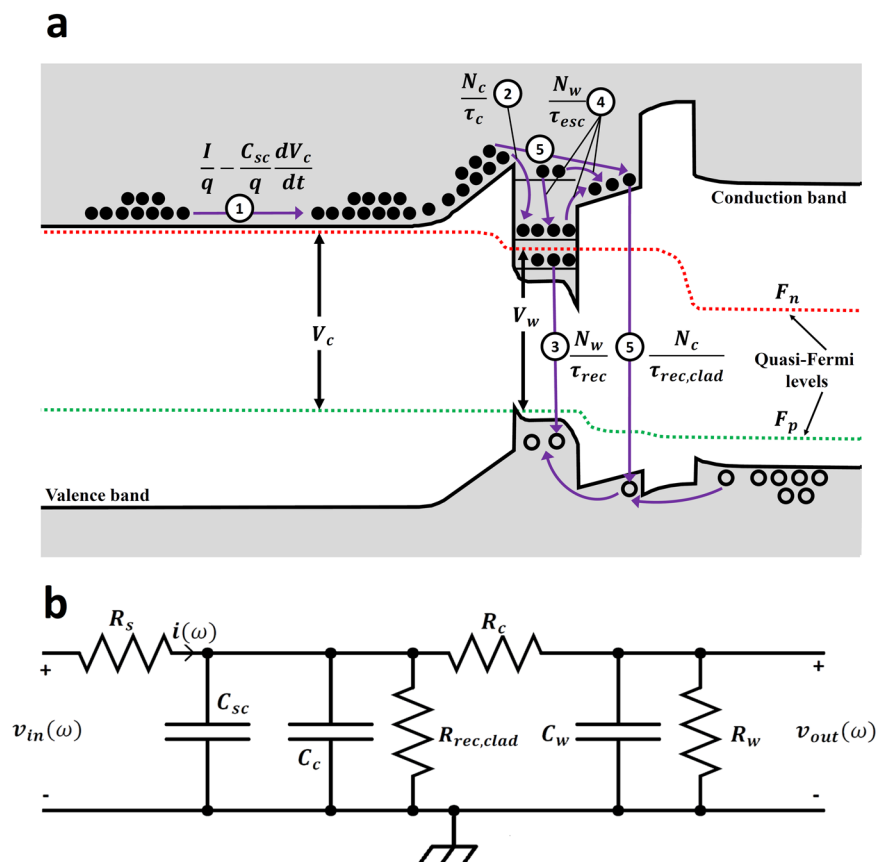 a
I/q − C_sc/q dV_c/dt
1
N_c/τ_c
2
5
N_w/τ_esc
4
Conduction band
V_c
V_w
F_n
3
N_w/τ_rec
5
N_c/τ_rec,clad
Quasi-Fermi
levels
F_p
Valence band
b
R_s
i(ω)
R_c
+
+
C_sc
v_in(ω)
C_c
R_rec,clad
C_w
R_w
v_out(ω)
-
-